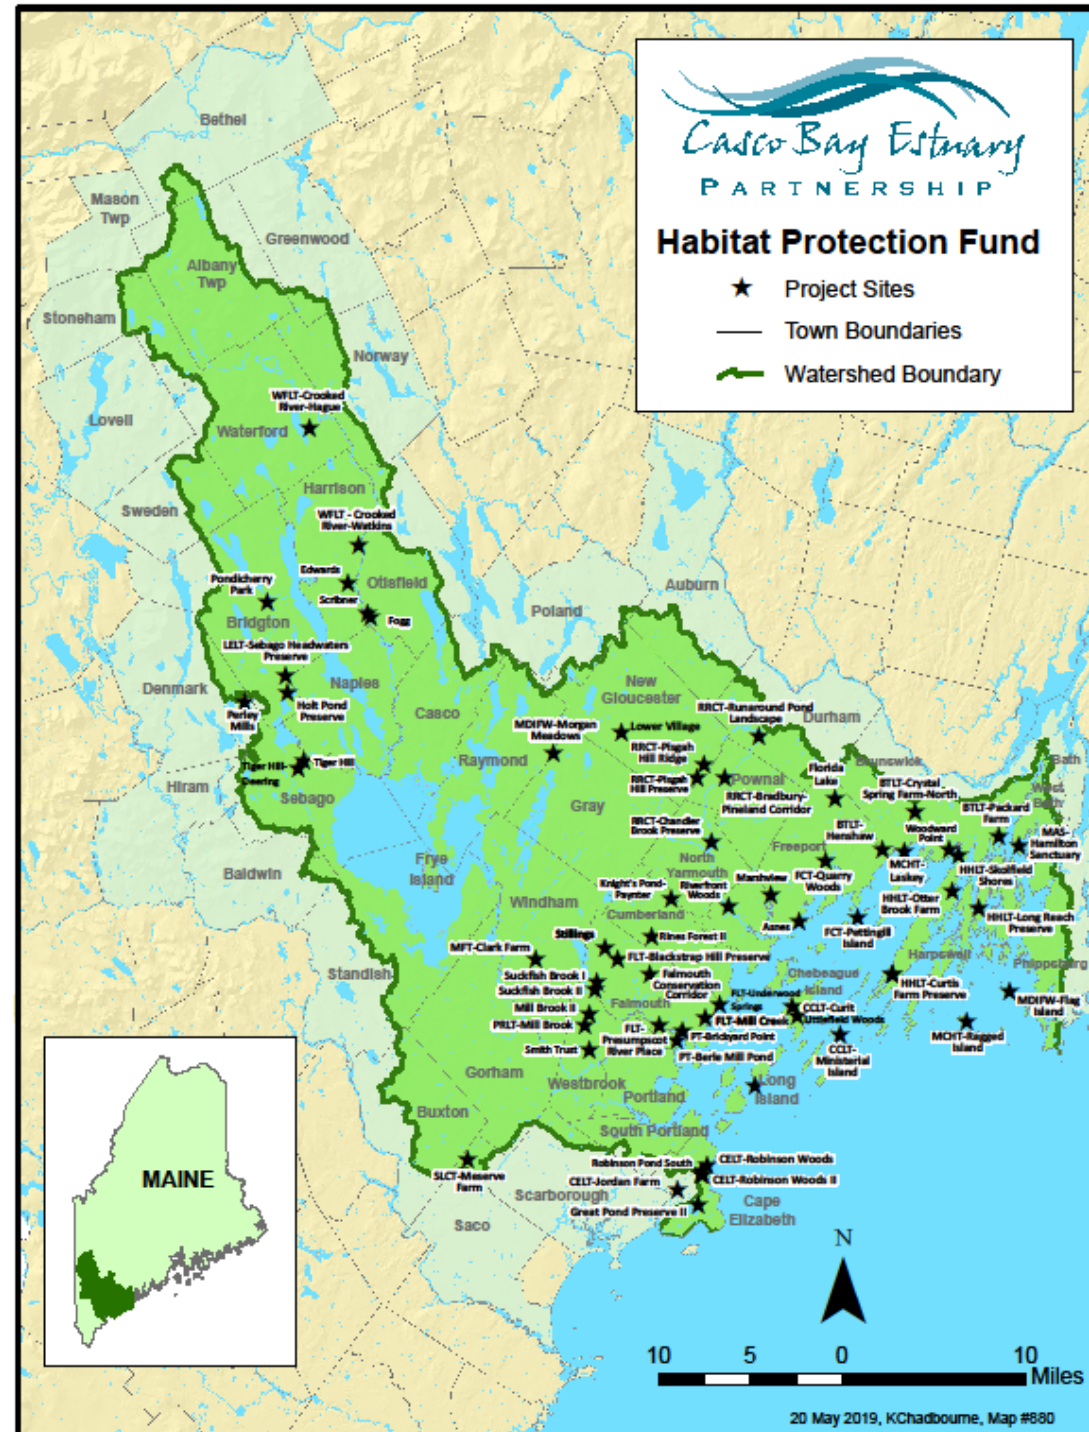 Casco Bay Estuary
PARTNERSHIP
Habitat Protection Fund
Project Sites
Town Boundaries
Watershed Boundary
Bethel
Mason
Twp
Greenwood
Albany
Twp
Stoneham
Norway
Lovell
WFLT-Crooked
River-Hague
Waterford
Harrison
Sweden
WFLT - Crooked
River-Watkins
Edwards
Otisfield
Pondicherry
Park
Scribner
Fogg
Bridgton
Auburn
Poland
LELT-Sebago Headwaters
Preserve
Denmark
Naples
Holt Pond
Preserve
Perley
Mills
Casco
New
Gloucester
RRCT-Runaround Pond
Landscape
Durham
MDIFW-Morgan
Meadows
Lower Village
RRCT-Pisgah
Hill Ridge
Tiger Hill-
Deering
Tiger Hill
Raymond
RRCT-Pisgah
Hill Preserve
Pownal
RRCT-Bradbury-
Pineland Corridor
Florida
Lake
Brunswick
Bath
West
Bath
Hiram
Sebago
Gray
BTLT-Crystal
Spring Farm-North
BTLT-Packard
Farm
RRCT-Chandler
Brook Preserve
BTLT-
Henshaw
Woodward
Point
MAS-
Hamilton
Sanctuary
Frye
Island
Baldwin
North
Yarmouth
Freeport
MCHT-
Laskey
HHLT-Skolfield
Shores
Knight's Pond-
Paynter
Riverfront
Woods
Marshview
FCT-Quarry
Woods
HHLT-Otter
Brook Farm
Windham
Cumberland
Asnes
FCT-Pettingill
Island
HHLT-Long Reach
Preserve
Stillings
Rines Forest II
MFT-Clark Farm
FLT-Blackstrap Hill Preserve
Harpswell
Phippsburg
Standish
Suckfish Brook I
Suckfish Brook II
Falmouth
Conservation
Corridor
Chebeague
Island
HHLT-Curtis
Farm Preserve
MDIFW-Flag
Island
Mill Brook II
Falmouth
FLT-Underwood
Springs
CCLT-Curit
Littlefield Woods
PRLT-Mill Brook
FLT-
Presumpscot
River Place
FLT-Mill Creek
PT-Brickyard Point
MCHT-Ragged
Island
Smith Trust
PT-Berle Mill Pond
CCLT-
Ministerial
Island
Gorham
Westbrook
Portland
Long
Island
Buxton
South Portland
SLCT-Meserve
Farm
Robinson Pond South
CELT-Robinson Woods
CELT-Jordan Farm
CELT-Robinson Woods II
Scarborough
Great Pond Preserve II
Cape
Elizabeth
Saco
MAINE
N
10 5 0 10
Miles
20 May 2019, KChadbourne, Map #880